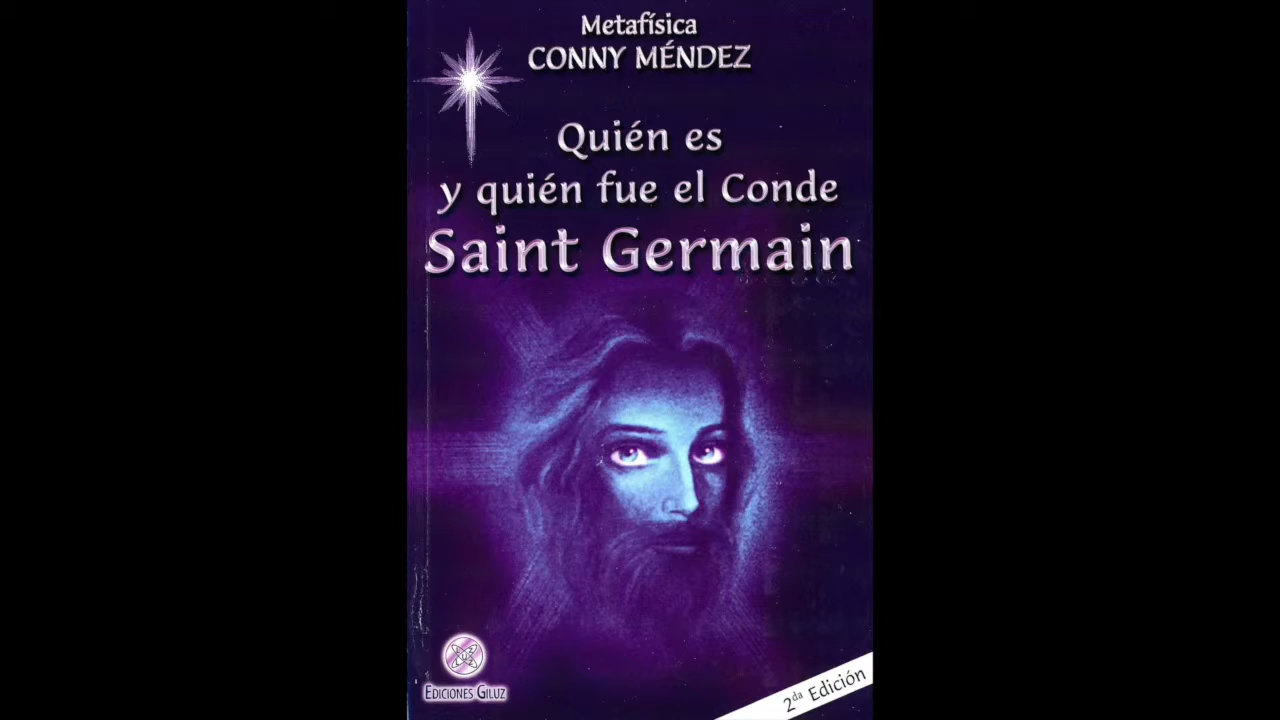 Metafísica
CONNY MÉNDEZ
Quién es
y quién fue el Conde
Saint Germain
EDICIONES GILUZ
2da Edición